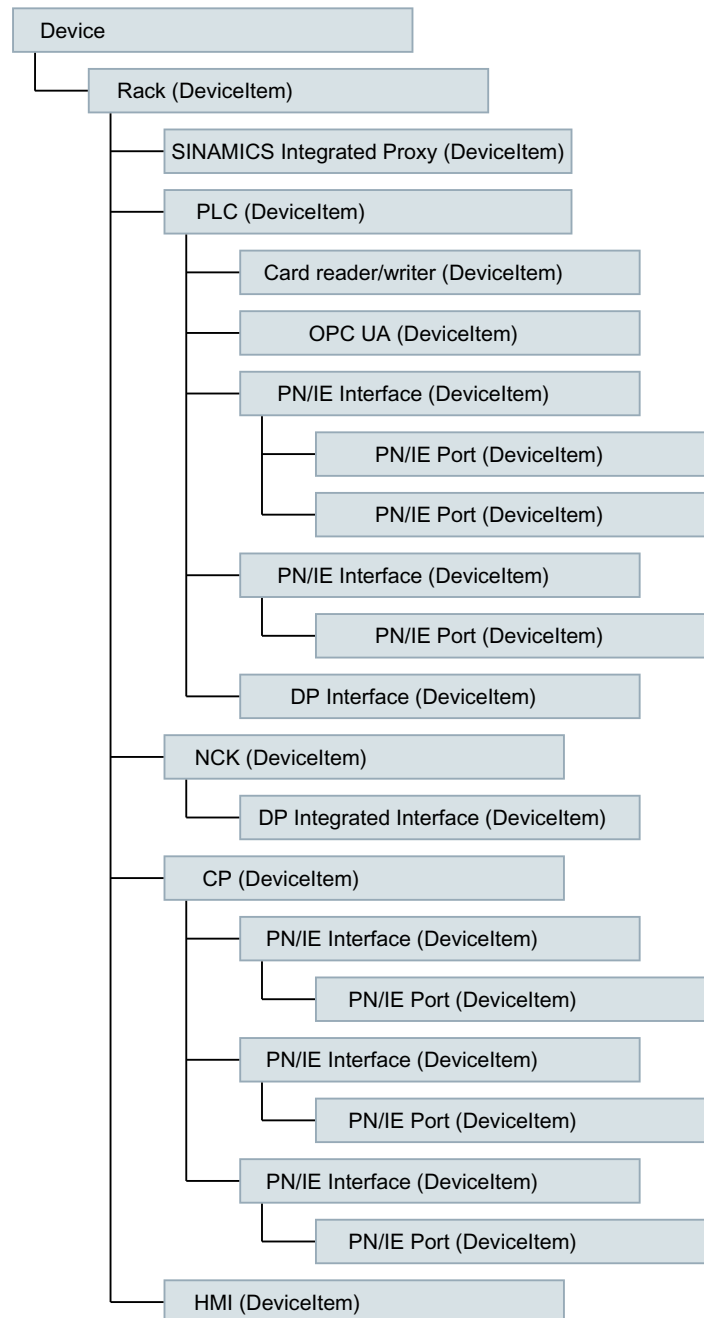 Device
Rack (DeviceItem)
SINAMICS Integrated Proxy (DeviceItem)
PLC (DeviceItem)
Card reader/writer (DeviceItem)
OPC UA (DeviceItem)
PN/IE Interface (DeviceItem)
PN/IE Port (DeviceItem)
PN/IE Port (DeviceItem)
PN/IE Interface (DeviceItem)
PN/IE Port (DeviceItem)
DP Interface (DeviceItem)
NCK (DeviceItem)
DP Integrated Interface (DeviceItem)
CP (DeviceItem)
PN/IE Interface (DeviceItem)
PN/IE Port (DeviceItem)
PN/IE Interface (DeviceItem)
PN/IE Port (DeviceItem)
PN/IE Interface (DeviceItem)
PN/IE Port (DeviceItem)
HMI (DeviceItem)